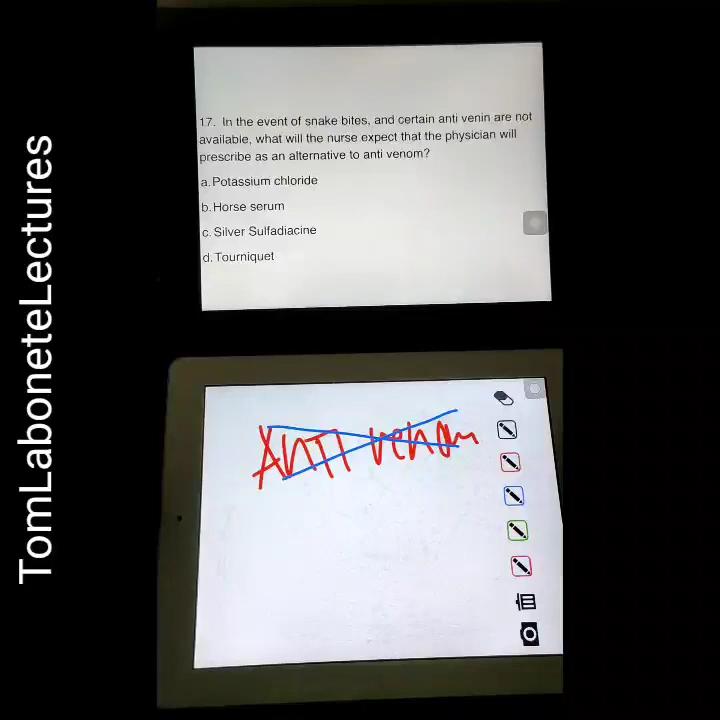 TomLaboneteLectures
17. In the event of snake bites, and certain anti venin are not
available, what will the nurse expect that the physician will
prescribe as an alternative to anti venom?
a. Potassium chloride
b. Horse serum
c. Silver Sulfadiacine
d. Tourniquet
Anti venom